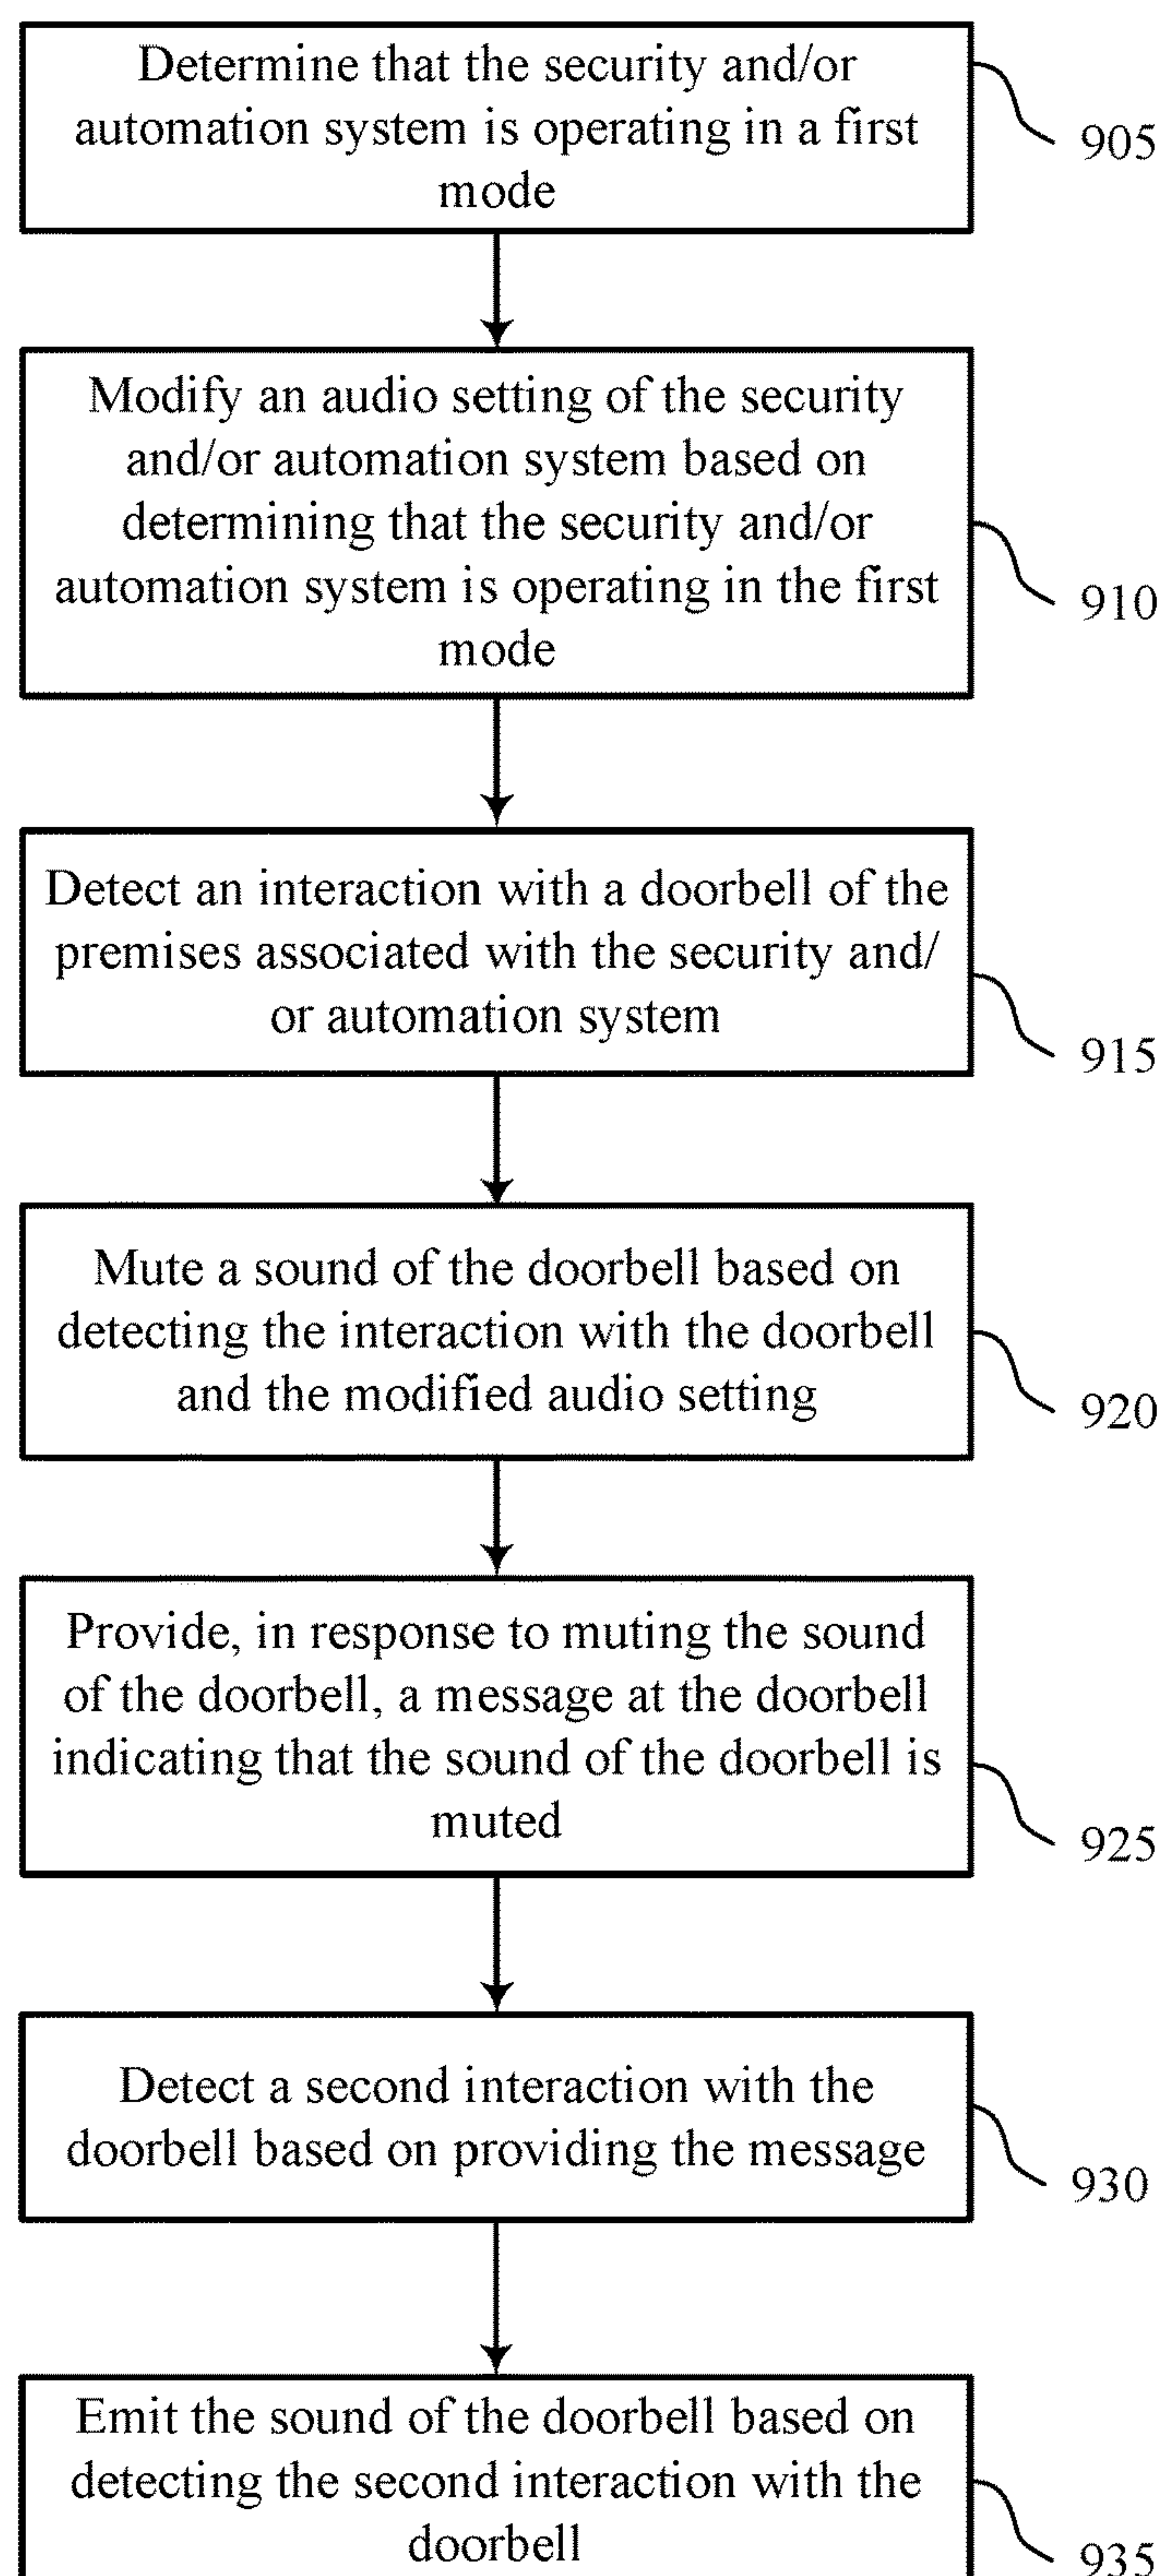 Determine that the security and/or
automation system is operating in a first
mode
905
Modify an audio setting of the security
and/or automation system based on
determining that the security and/or
automation system is operating in the first
mode
910
Detect an interaction with a doorbell of the
premises associated with the security and/
or automation system
915
Mute a sound of the doorbell based on
detecting the interaction with the doorbell
and the modified audio setting
920
Provide, in response to muting the sound
of the doorbell, a message at the doorbell
indicating that the sound of the doorbell is
muted
925
Detect a second interaction with the
doorbell based on providing the message
930
Emit the sound of the doorbell based on
detecting the second interaction with the
doorbell
935